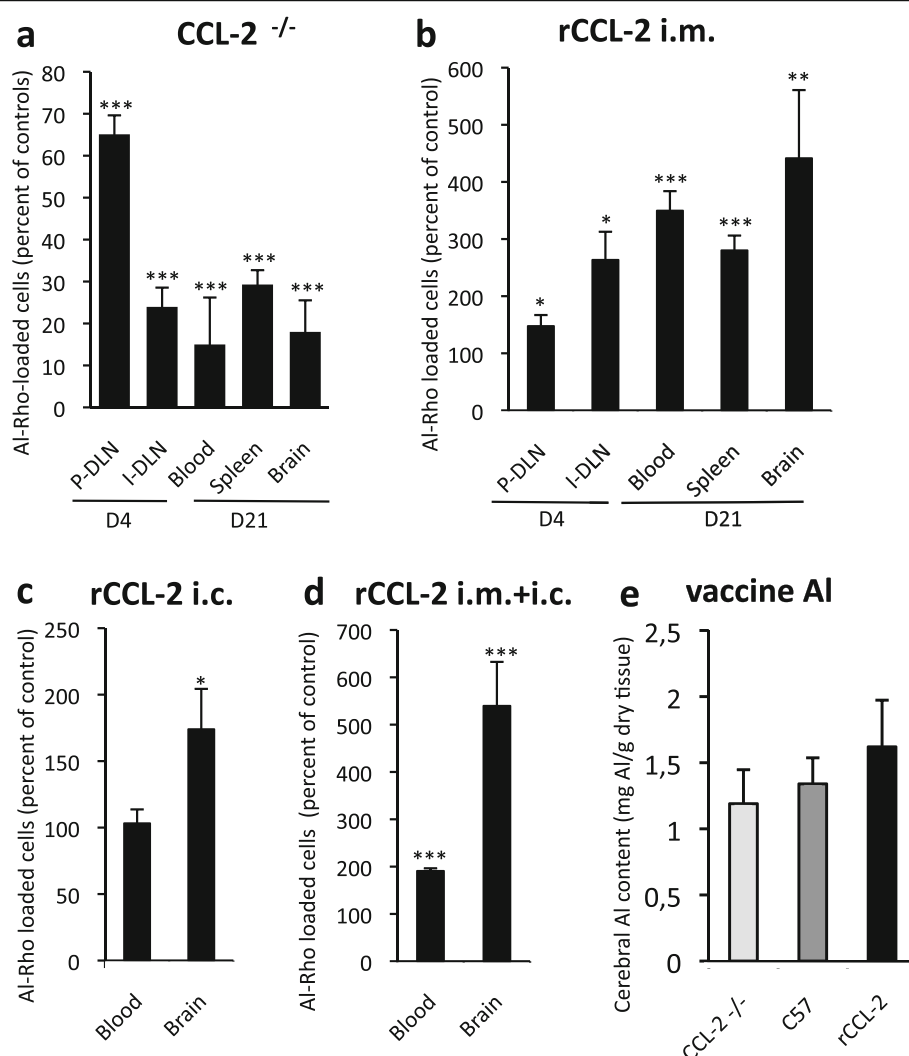 a CCL-2 -/-
Al-Rho-loaded cells (percent of controls)
80
70
60
50
40
30
20
10
0
***
***
***
***
***
P-DLN
I-DLN
Blood
Spleen
Brain
D4
D21
b rCCL-2 i.m.
Al-Rho loaded cells (percent of control)
600
500
400
300
200
100
0
*
*
***
***
**
P-DLN
I-DLN
Blood
Spleen
Brain
D4
D21
c rCCL-2 i.c.
Al-Rho loaded cells (percent of control)
250
200
150
100
50
0
*
Blood
Brain
d rCCL-2 i.m.+i.c.
Al-Rho loaded cells (percent of control)
700
600
500
400
300
200
100
0
***
***
Blood
Brain
e vaccine Al
Cerebral Al content (mg Al/g dry tissue)
2,5
2
1,5
1
0,5
0
CCL-2 -/-
C57
rCCL-2